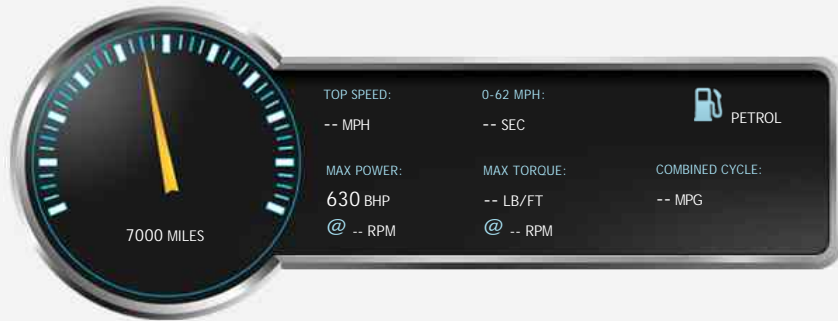 TOP SPEED:
-- MPH
0-62 MPH:
-- SEC
PETROL
MAX POWER:
630 BHP
@ -- RPM
MAX TORQUE:
-- LB/FT
@ -- RPM
COMBINED CYCLE:
-- MPG
7000 MILES